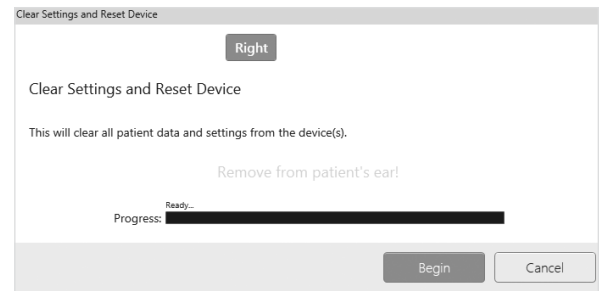 Clear Settings and Reset Device
Right
Clear Settings and Reset Device
This will clear all patient data and settings from the device(s).
Remove from patient's ear!
Ready...
Progress:
Begin Cancel